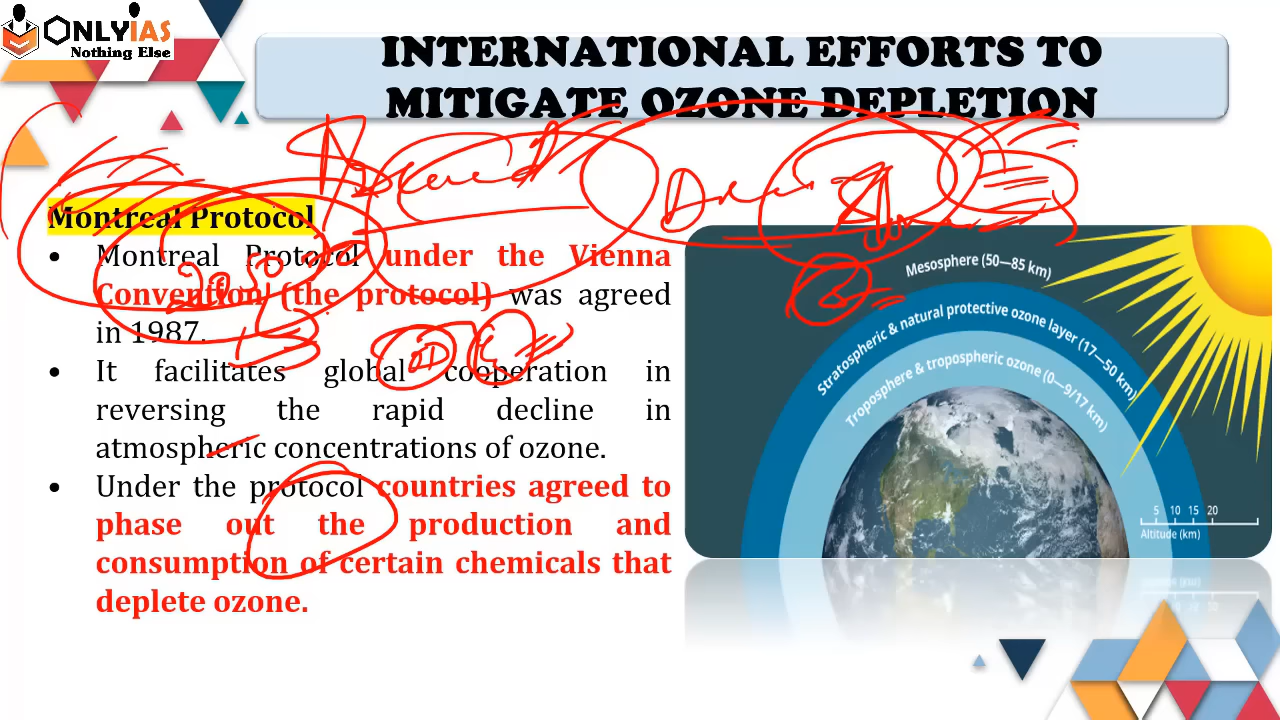 ONLYIAS
Nothing Else
INTERNATIONAL EFFORTS TO
MITIGATE OZONE DEPLETION
Montreal Protocol
• Montreal Protocol under the Vienna
Convention (the protocol) was agreed
in 1987.
• It facilitates global cooperation in
reversing the rapid decline in
atmospheric concentrations of ozone.
• Under the protocol countries agreed to
phase out the production and
consumption of certain chemicals that
deplete ozone.
Mesosphere (50—85 km)
Stratospheric & natural protective ozone layer (17—50 km)
Troposphere & tropospheric ozone (0—9/17 km)
5 10 15 20
Altitude (km)